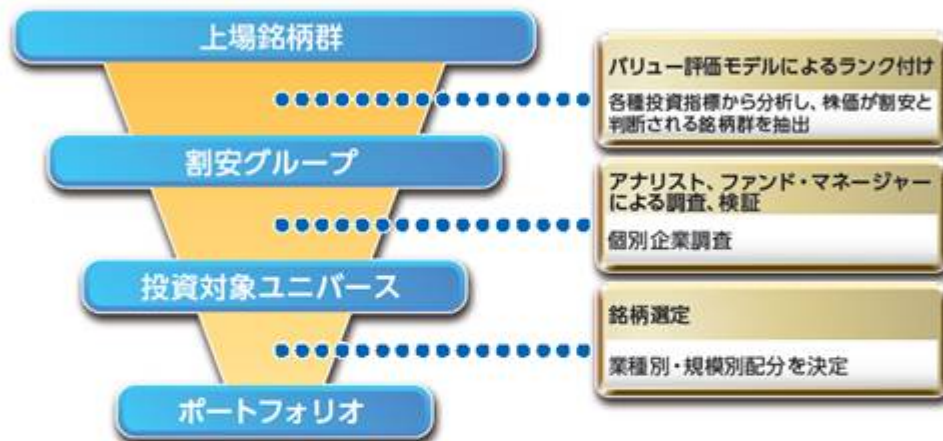 上場銘柄群
バリュー評価モデルによるランク付け
各種投資指標から分析し、株価が割安と
判断される銘柄群を抽出
割安グループ
アナリスト、ファンド・マネージャー
による調査、検証
個別企業調査
投資対象ユニバース
銘柄選定
業種別・規模別配分を決定
ポートフォリオ